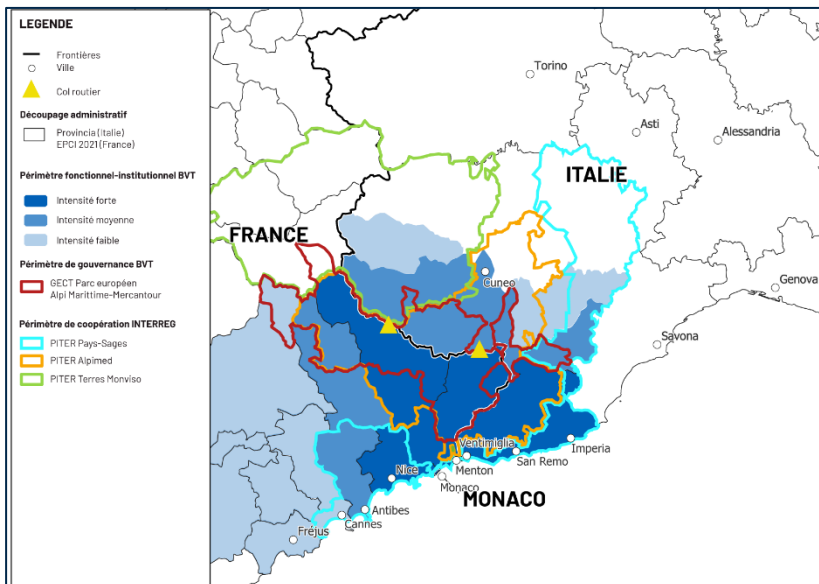 LEGENDE
Frontières
Ville
Col routier
Découpage administratif
Provincia (Italie)
EPCI 2021 (France)
Périmètre fonctionnel-institutionnel BVT
Intensité forte
Intensité moyenne
Intensité faible
Périmètre de gouvernance BVT
GECT Parc européen
Alpi Marittime-Mercantour
Périmètre de coopération INTERREG
PITER Pays-Sages
PITER Alpimed
PITER Terres Monviso
Torino
Asti
Alessandria
ITALIE
FRANCE
Cuneo
Genova
Savona
Imperia
Ventimiglia
San Remo
Menton
Nice
Monaco
MONACO
Antibes
Cannes
Fréjus